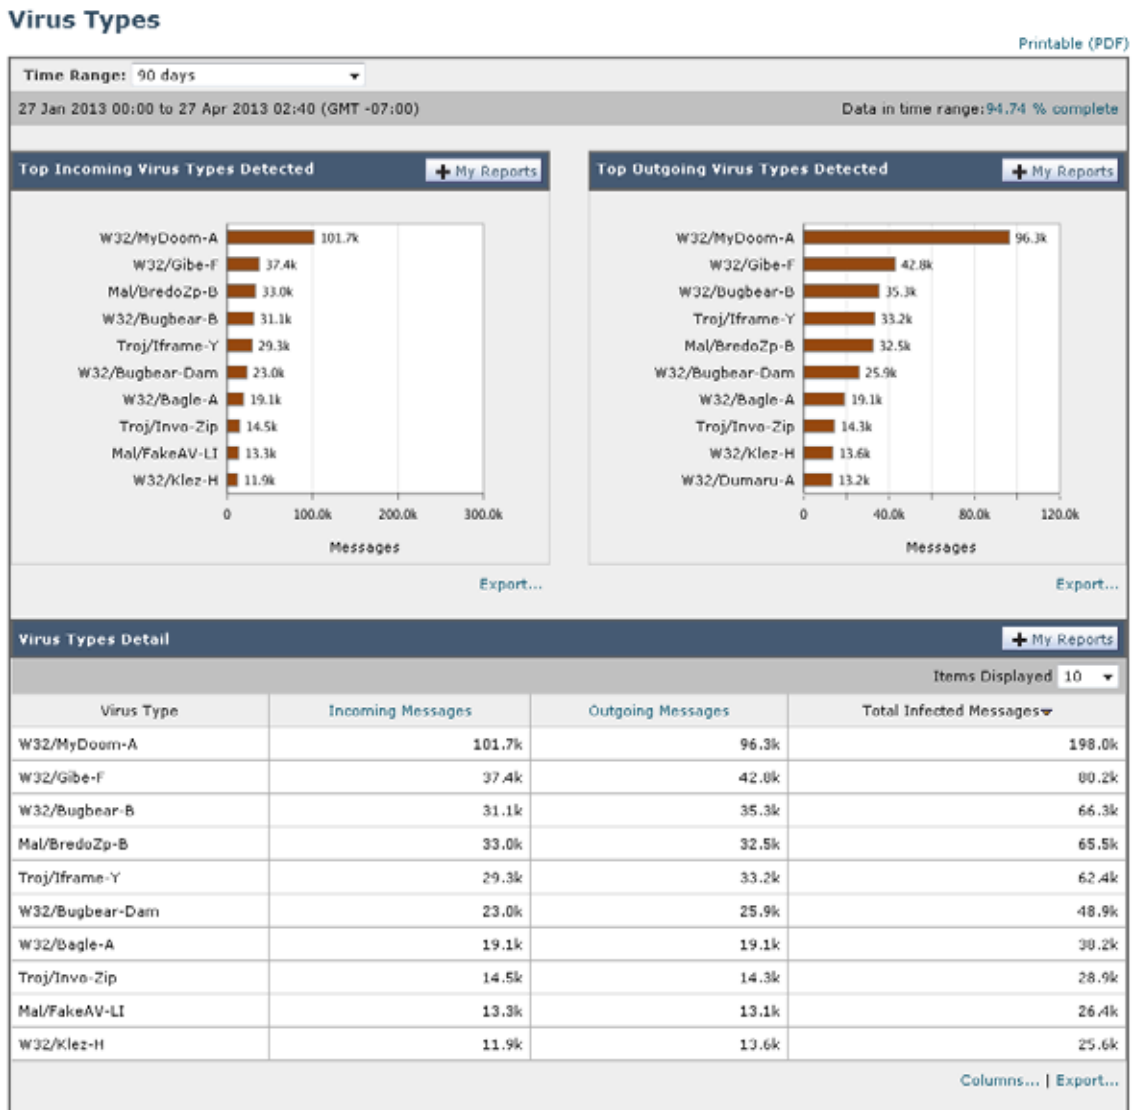 Virus Types
Printable (PDF)
Time Range: 90 days
27 Jan 2013 00:00 to 27 Apr 2013 02:40 (GMT -07:00)
Data in time range:94.74 % complete
Top Incoming Virus Types Detected
+ My Reports
W32/MyDoom-A 101.7k
W32/Gibe-F 37.4k
Mal/BredoZp-B 33.0k
W32/Bugbear-B 31.1k
Troj/Iframe-Y 29.3k
W32/Bugbear-Dam 23.0k
W32/Bagle-A 19.1k
Troj/Invo-Zip 14.5k
Mal/FakeAV-LI 13.3k
W32/Klez-H 11.9k
0 100.0k 200.0k 300.0k
Messages
Export...
Top Outgoing Virus Types Detected
+ My Reports
W32/MyDoom-A 96.3k
W32/Gibe-F 42.8k
W32/Bugbear-B 35.3k
Troj/Iframe-Y 33.2k
Mal/BredoZp-B 32.5k
W32/Bugbear-Dam 25.9k
W32/Bagle-A 19.1k
Troj/Invo-Zip 14.3k
W32/Klez-H 13.6k
W32/Dumaru-A 13.2k
0 40.0k 80.0k 120.0k
Messages
Export...
Virus Types Detail
+ My Reports
Items Displayed 10
Virus Type Incoming Messages Outgoing Messages Total Infected Messages
W32/MyDoom-A 101.7k 96.3k 198.0k
W32/Gibe-F 37.4k 42.8k 80.2k
W32/Bugbear-B 31.1k 35.3k 66.3k
Mal/BredoZp-B 33.0k 32.5k 65.5k
Troj/Iframe-Y 29.3k 33.2k 62.4k
W32/Bugbear-Dam 23.0k 25.9k 48.9k
W32/Bagle-A 19.1k 19.1k 38.2k
Troj/Invo-Zip 14.5k 14.3k 28.9k
Mal/FakeAV-LI 13.3k 13.1k 26.4k
W32/Klez-H 11.9k 13.6k 25.6k
Columns... | Export...